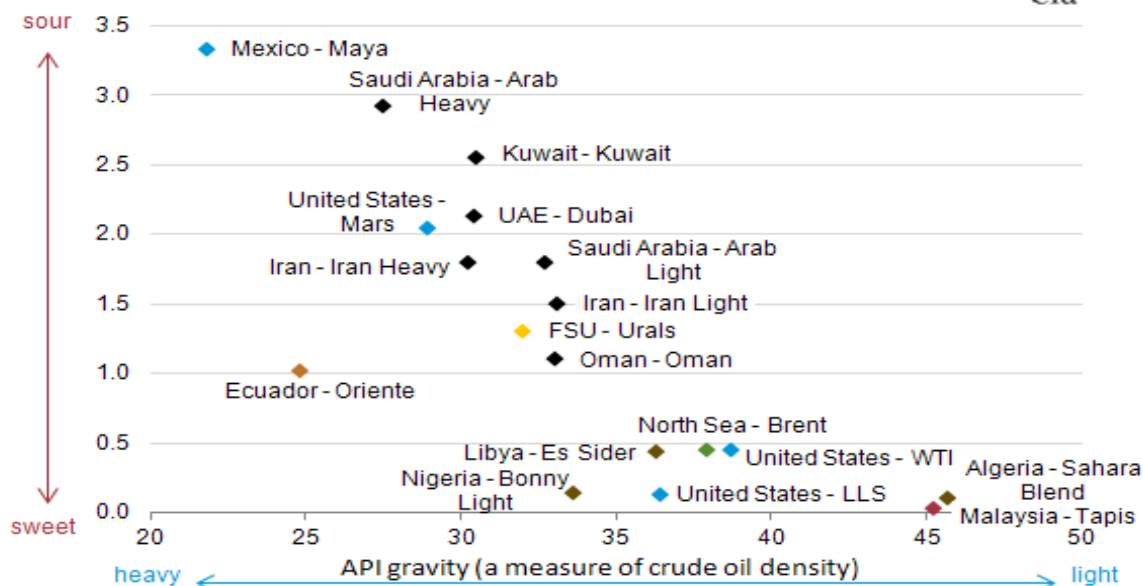 sour
3.5
Mexico - Maya
3.0
Saudi Arabia - Arab
Heavy
2.5
Kuwait - Kuwait
United States -
Mars
UAE - Dubai
2.0
Iran - Iran Heavy
Saudi Arabia - Arab
Light
1.5
Iran - Iran Light
FSU - Urals
Oman - Oman
1.0
Ecuador - Oriente
North Sea - Brent
0.5
Libya - Es Sider
United States - WTI
Nigeria - Bonny
Light
United States - LLS
Algeria - Sahara
Blend
Malaysia - Tapis
0.0
sweet
20 25 30 35 40 45 50
heavy API gravity (a measure of crude oil density) light